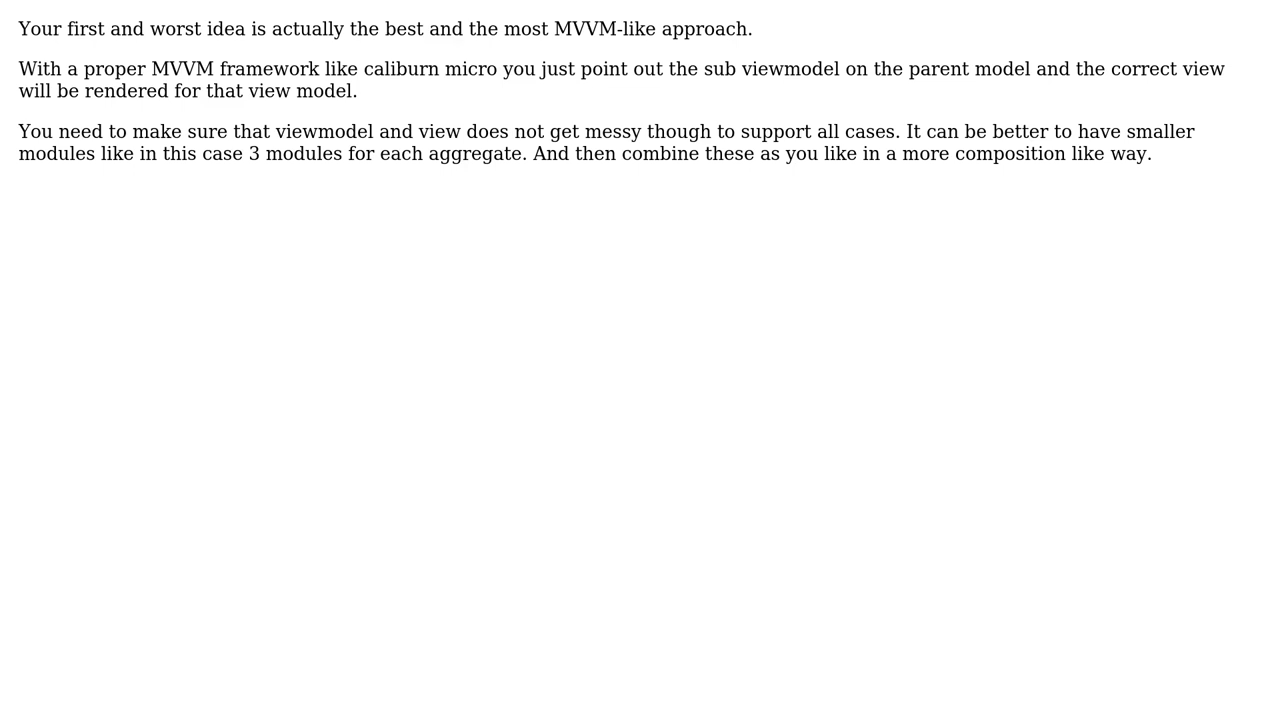 Your first and worst idea is actually the best and the most MVVM-like approach.
With a proper MVVM framework like caliburn micro you just point out the sub viewmodel on the parent model and the correct view
will be rendered for that view model.
You need to make sure that viewmodel and view does not get messy though to support all cases. It can be better to have smaller
modules like in this case 3 modules for each aggregate. And then combine these as you like in a more composition like way.